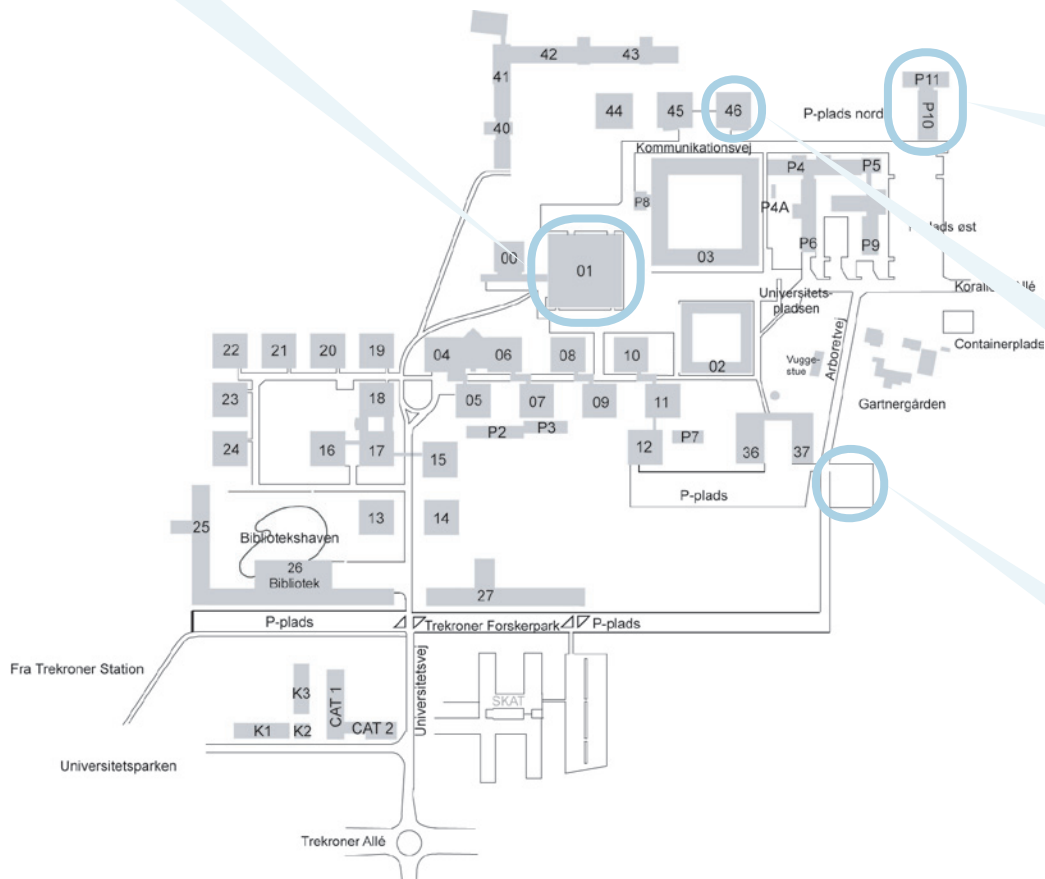 42
43
41
P11
P10
44
45
46
P-plads nord
40
Kommunikationsvej
P4
P5
P8
P4A
P6
P9
03
00
01
Universitets-
pladsen
02
Arboretvej
Containerplads
Vugge-
stue
Gartnergården
22
21
20
19
04
06
08
10
23
18
05
07
09
11
P2
P3
24
16
17
15
12
P7
36
37
P-plads
25
13
14
Bibliotekshaven
26
Bibliotek
27
P-plads
Trekroner Forskerpark
P-plads
Fra Trekroner Station
K3
CAT 1
Universitetsvej
SKAT
K1
K2
CAT 2
Universitetsparken
Trekroner Allé